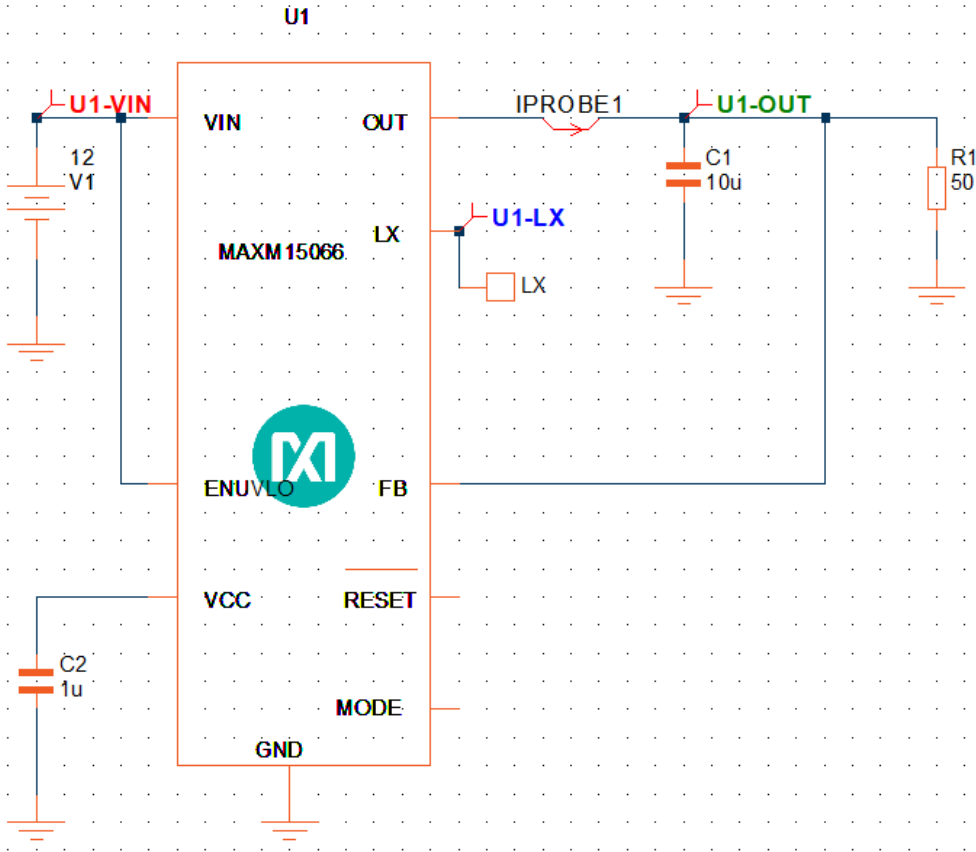 U1
U1-VIN
IPROBE1
U1-OUT
VIN
OUT
12
V1
C1
10u
R1
50
LX
U1-LX
MAXM15066
LX
ENUVLO
FB
VCC
RESET
C2
1u
MODE
GND